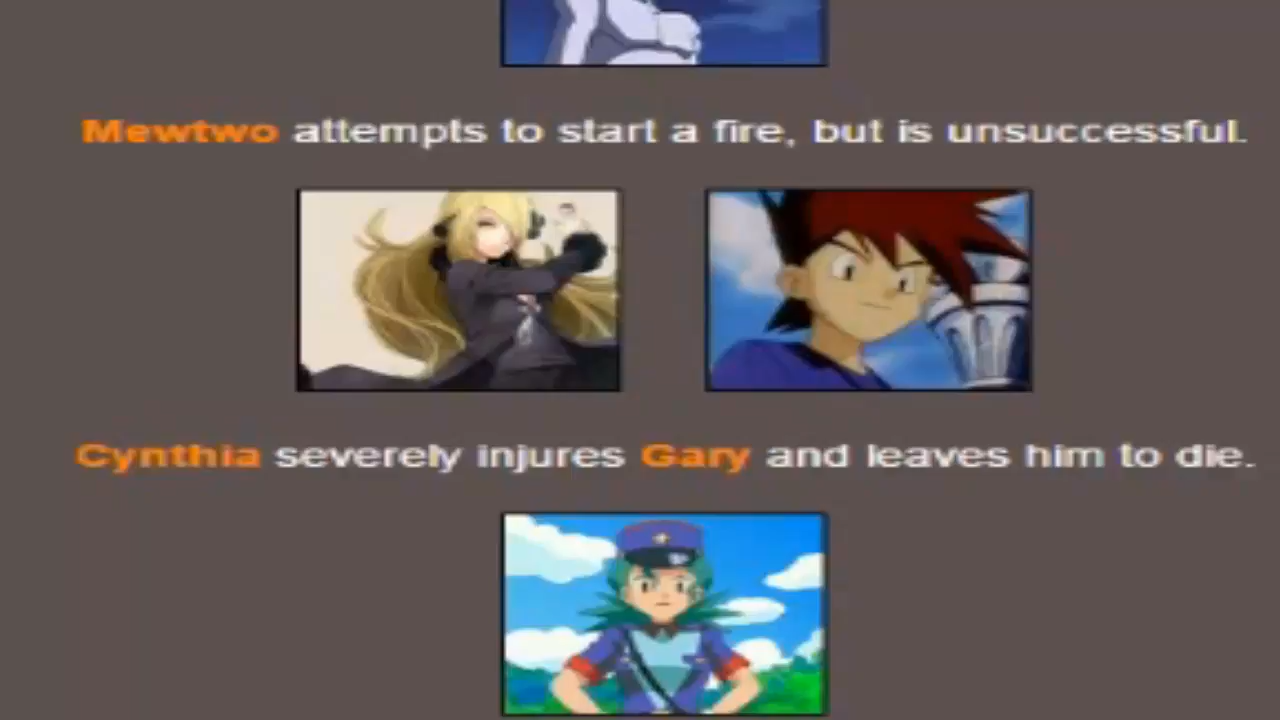 Mewtwo attempts to start a fire, but is unsuccessful.
Cynthia severely injures Gary and leaves him to die.